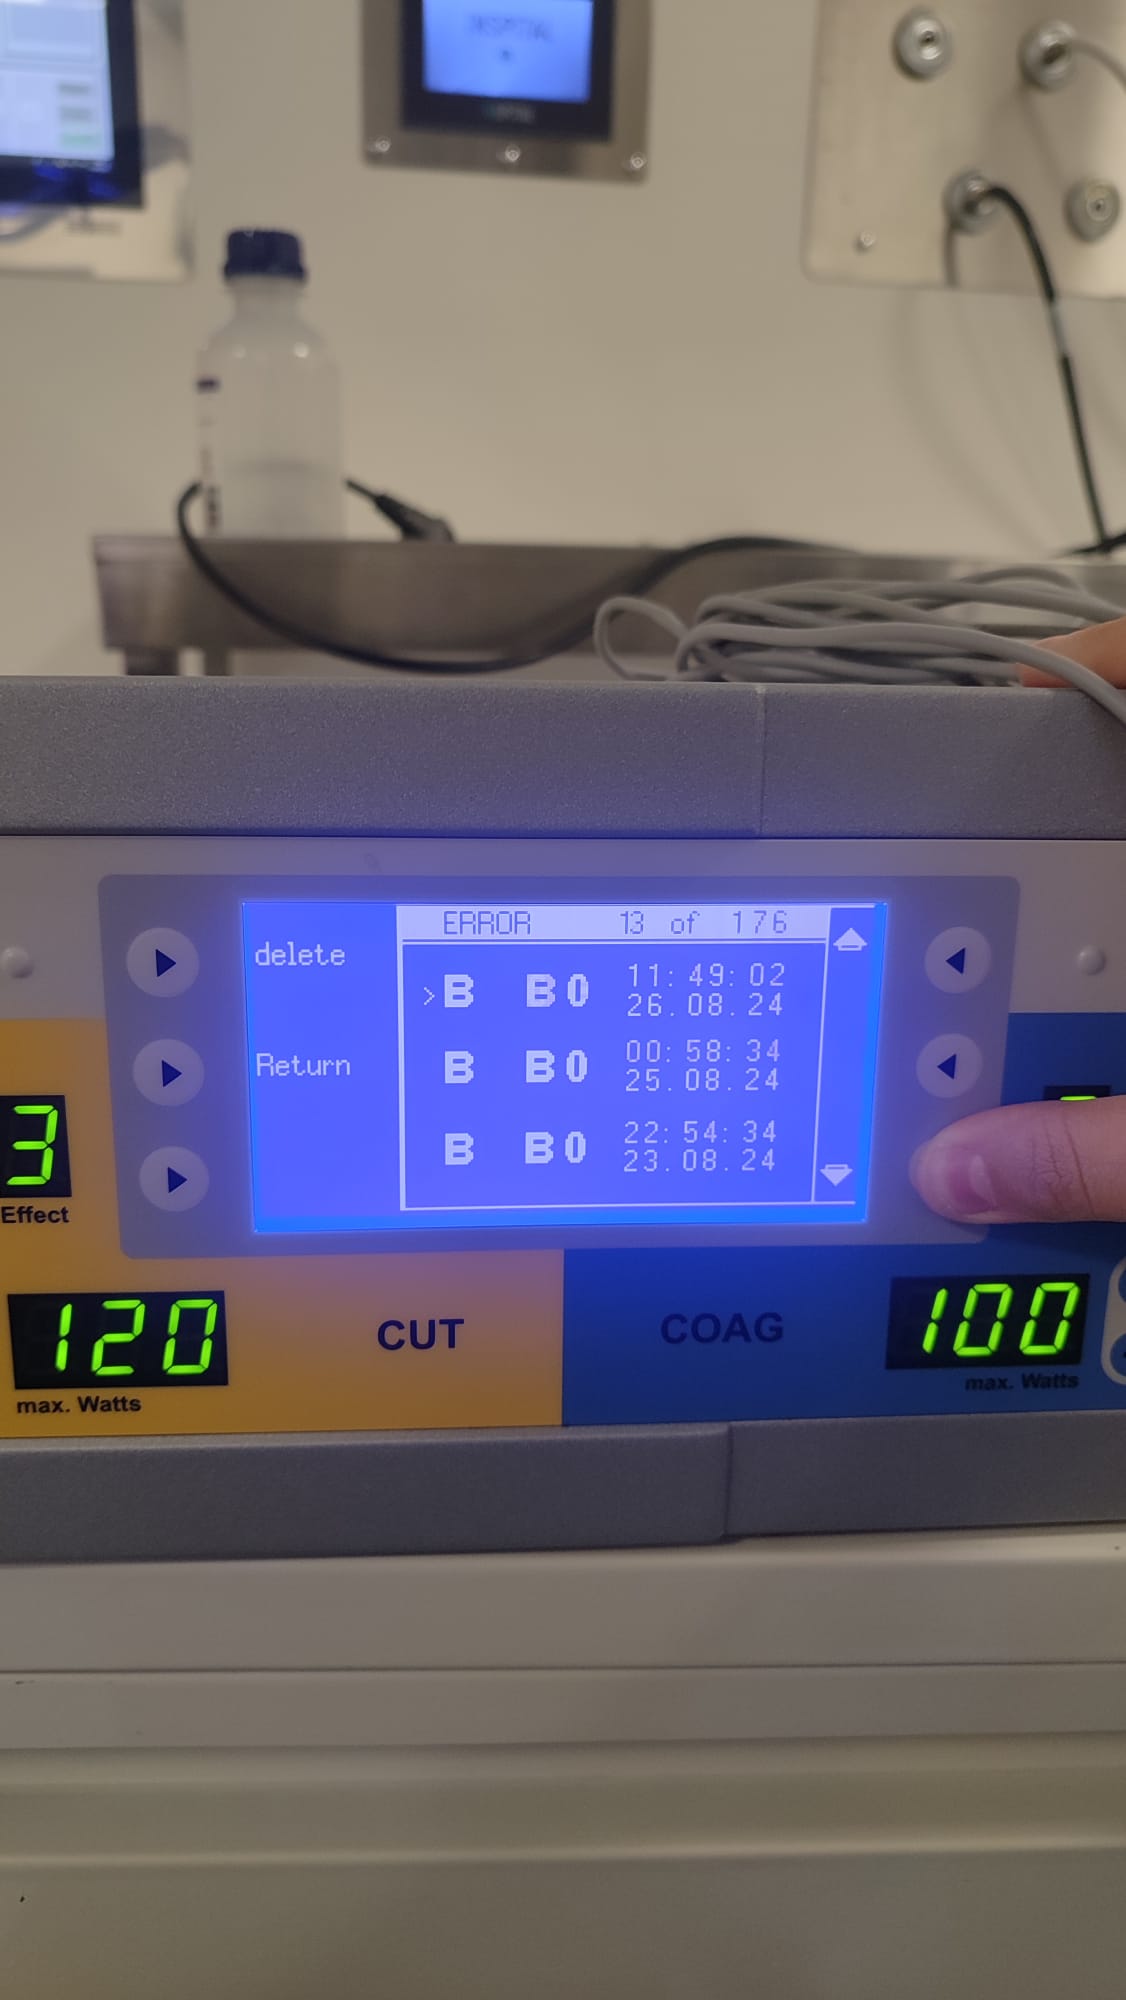 delete
Return
ERROR 13 of 176
>B B0 11:49:02
26.08.24
B B0 00:58:34
25.08.24
B B0 22:54:34
23.08.24
3
Effect
120
max. Watts
CUT
COAG
100
max. Watts